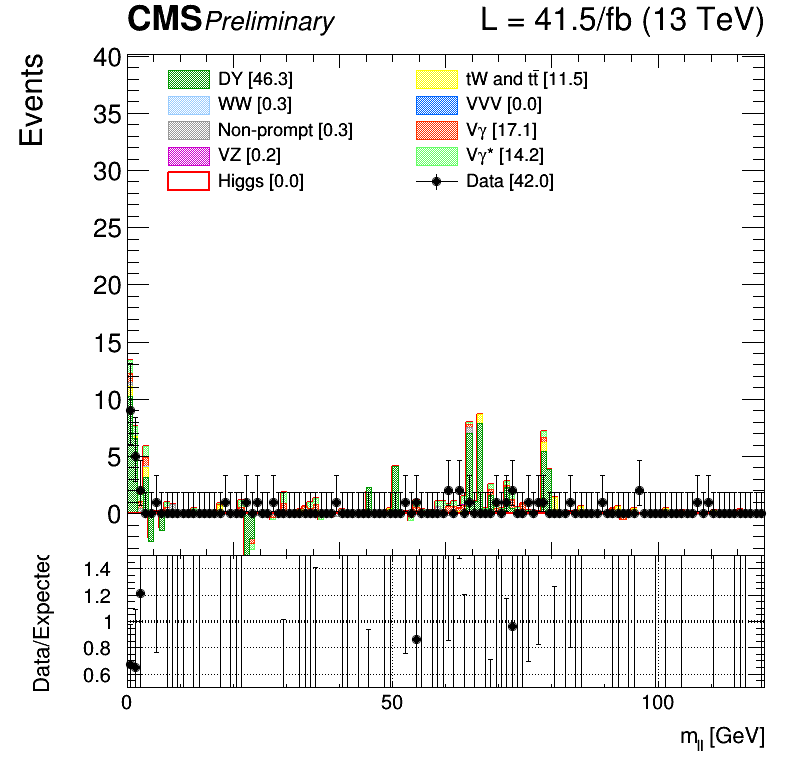 CMS Preliminary L = 41.5/fb (13 TeV)
Events
40
35
30
25
20
15
10
5
0
DY [46.3]
WW [0.3]
Non-prompt [0.3]
VZ [0.2]
Higgs [0.0]
tW and tt̄ [11.5]
VVV [0.0]
Vγ [17.1]
Vγ* [14.2]
Data [42.0]
Data/Expected
1.4
1.2
1
0.6
0.8
0 50 100
m_ll [GeV]